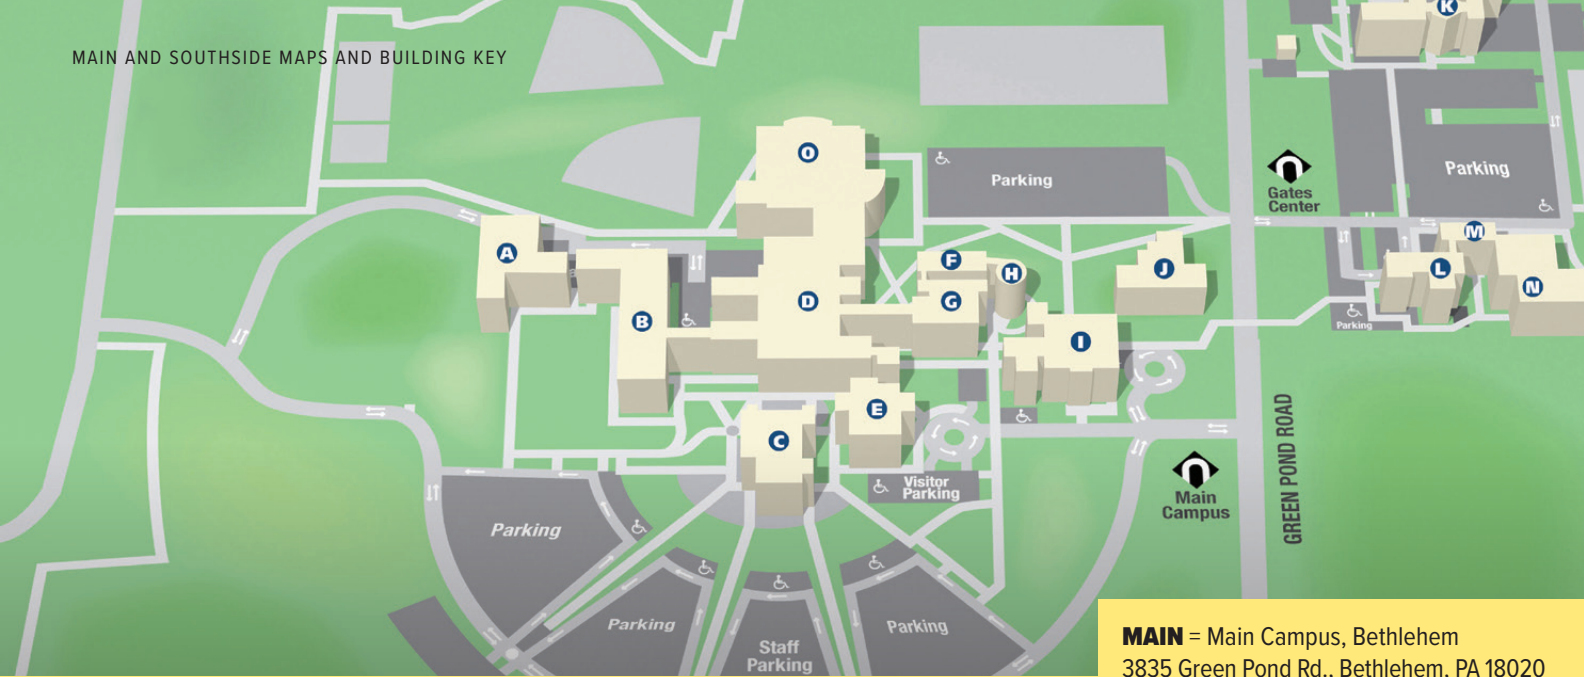 MAIN AND SOUTHSIDE MAPS AND BUILDING KEY
K
O
Parking
Gates
Center
Parking
A
B
D
F
H
G
J
M
L
N
I
Parking
E
C
Visitor
Parking
Main
Campus
GREEN POND ROAD
Parking
Parking
Staff
Parking
Parking
MAIN = Main Campus, Bethlehem
3835 Green Pond Rd., Bethlehem, PA 18020